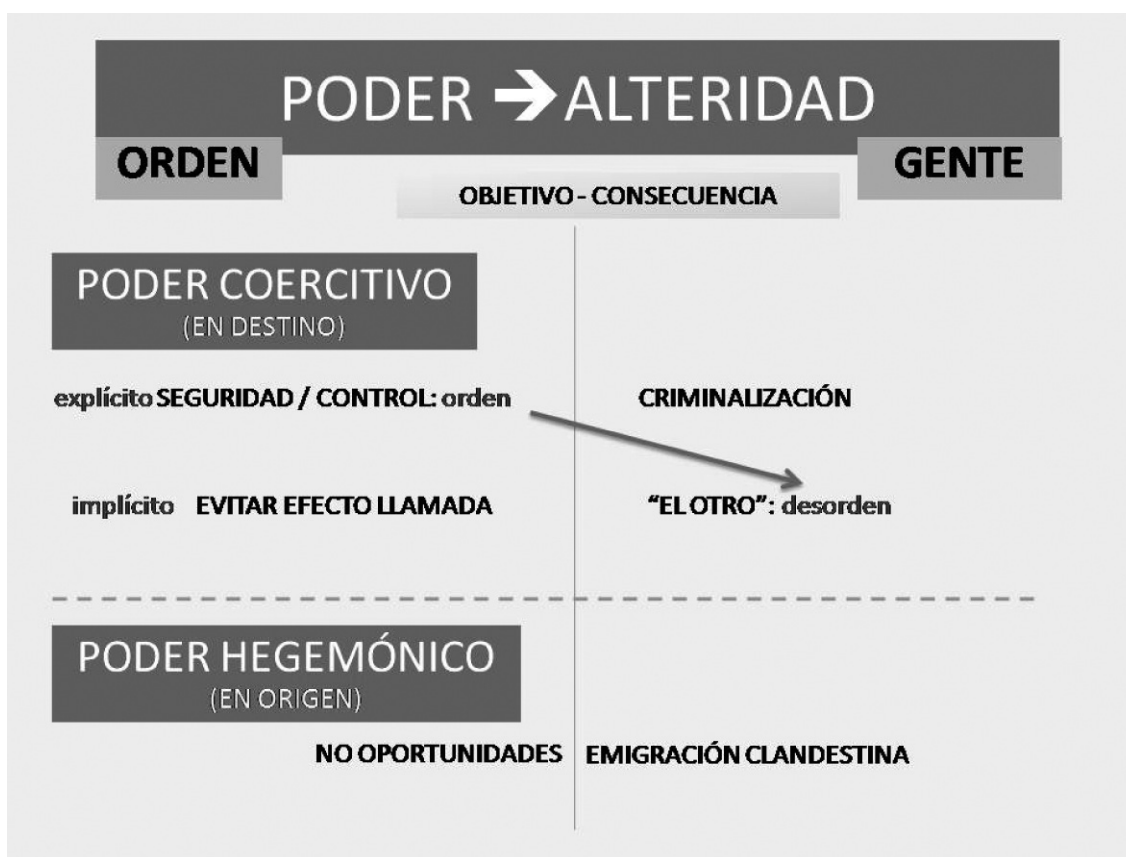 PODER ➔ ALTERIDAD
ORDEN
GENTE
OBJETIVO - CONSECUENCIA
PODER COERCITIVO
(EN DESTINO)
explícito SEGURIDAD / CONTROL: orden
CRIMINALIZACIÓN
implícito EVITAR EFECTO LLAMADA
“EL OTRO”: desorden
PODER HEGEMÓNICO
(EN ORIGEN)
NO OPORTUNIDADES
EMIGRACIÓN CLANDESTINA